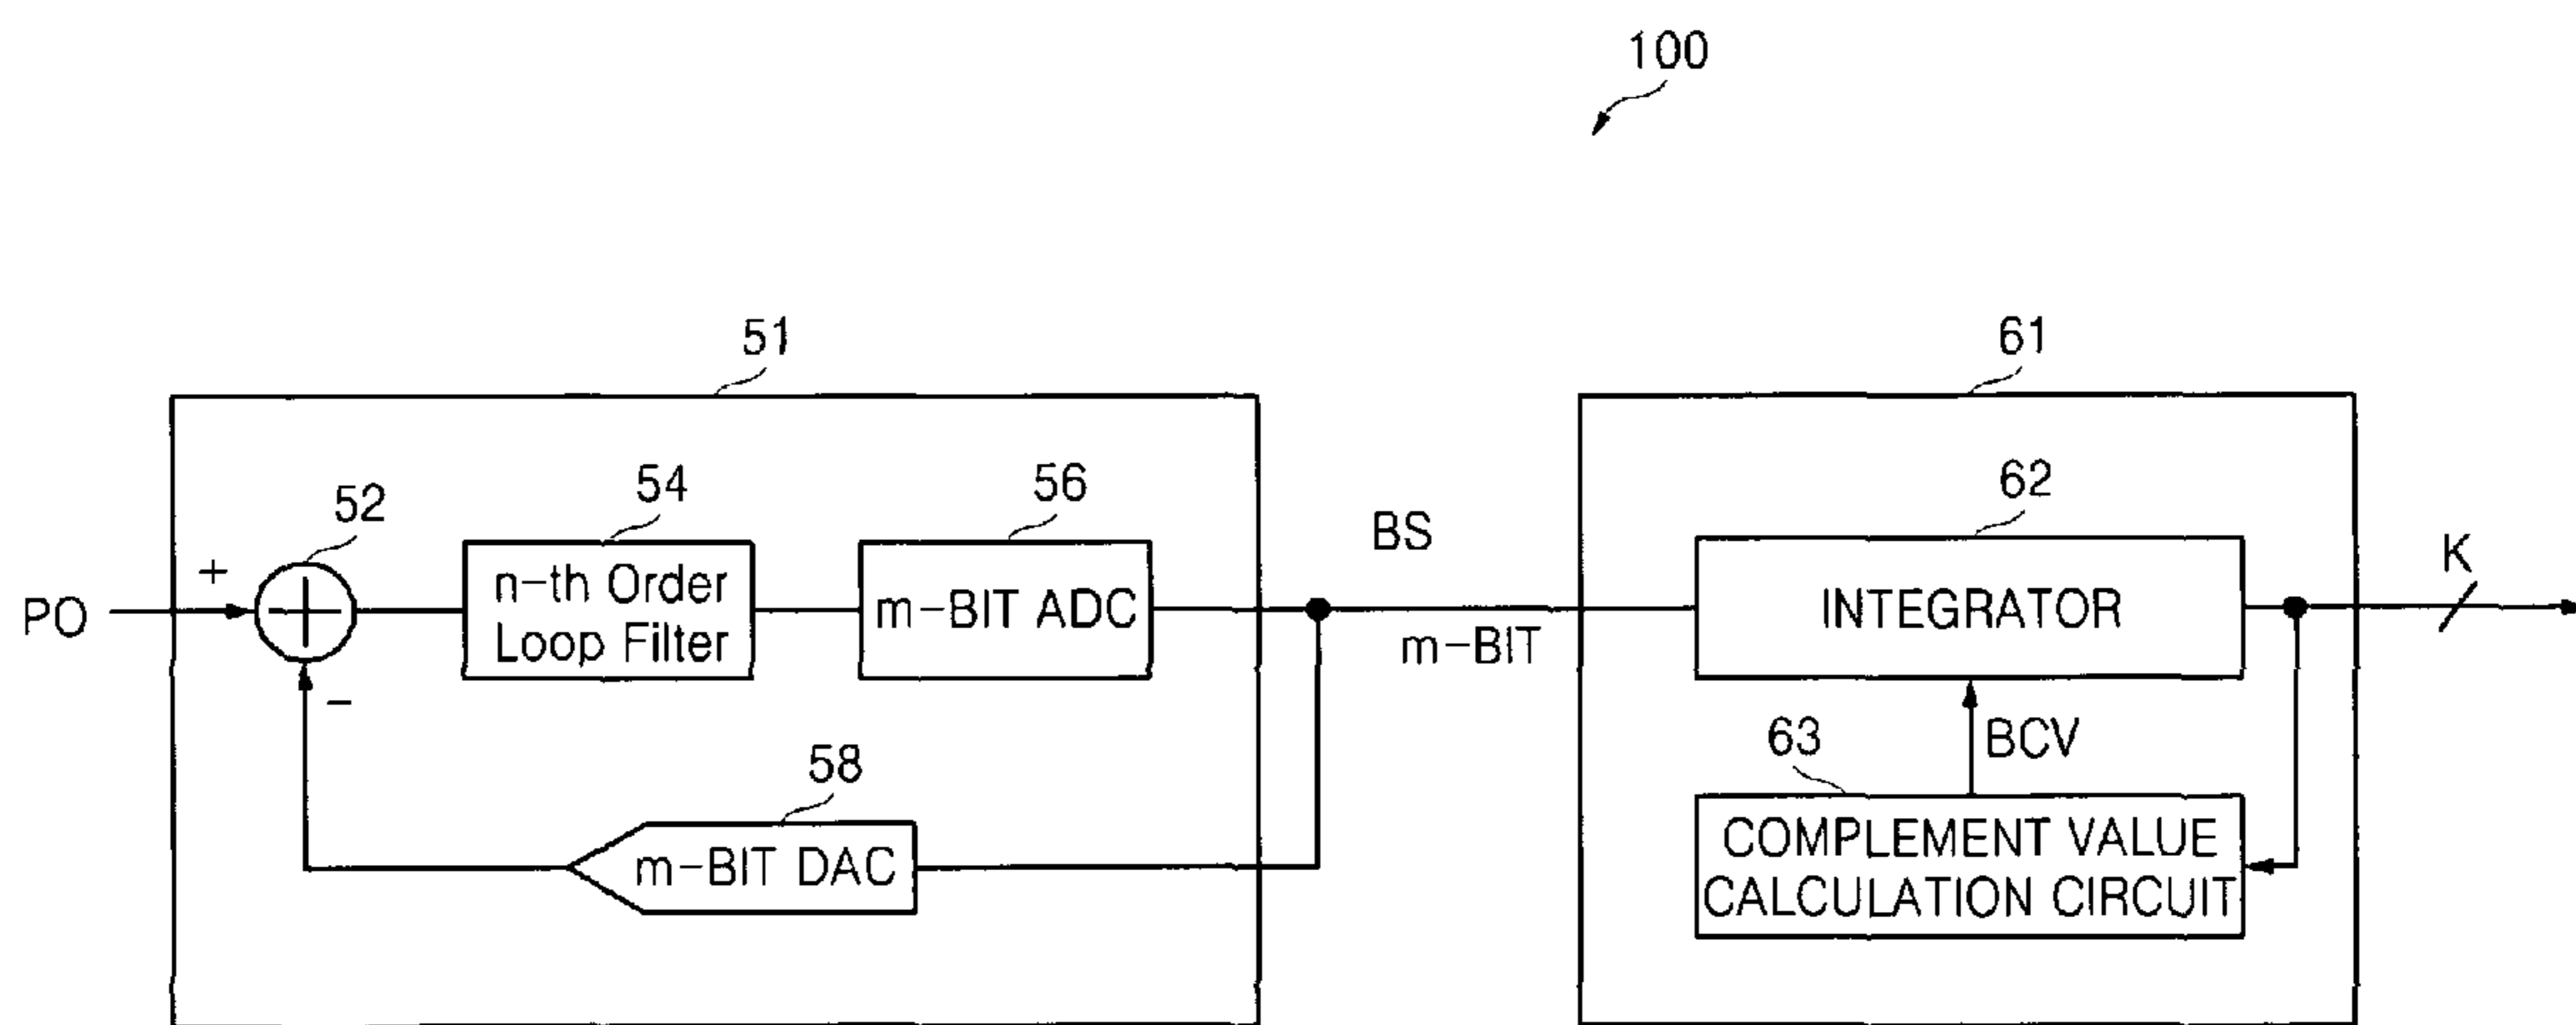 100
51
61
52
54
56
62
PO
+
−
n-th Order
Loop Filter
m-BIT ADC
BS
m-BIT
INTEGRATOR
K
58
m-BIT DAC
63
BCV
COMPLEMENT VALUE
CALCULATION CIRCUIT